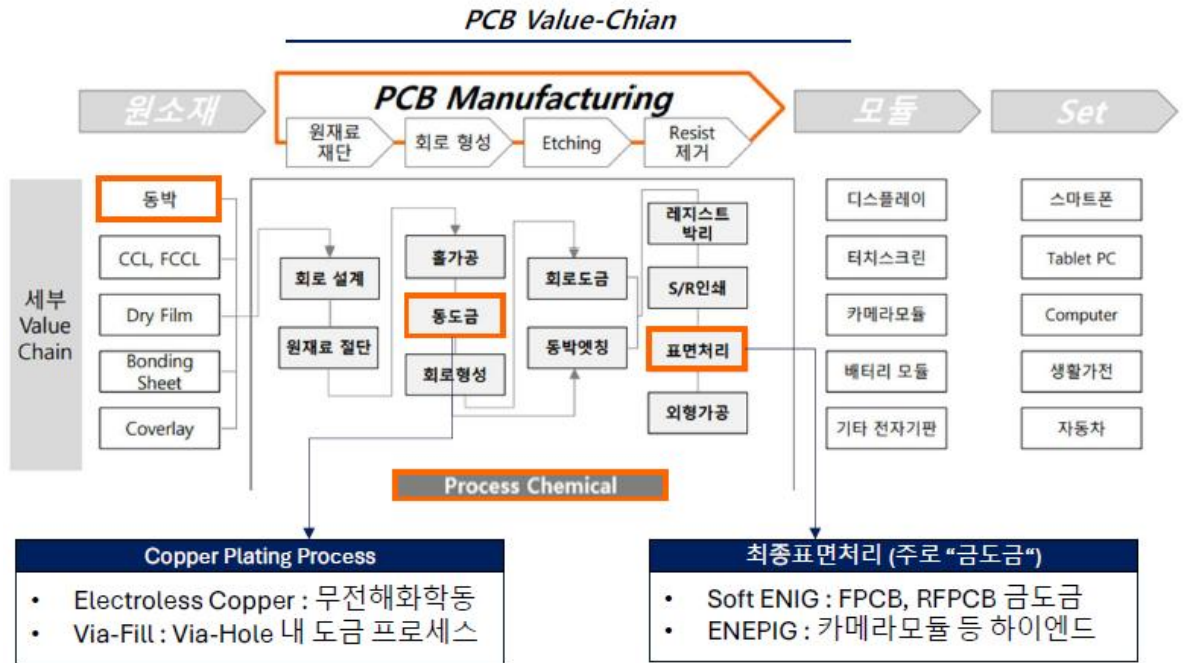 PCB Value-Chian
원소재
PCB Manufacturing
원재료
재단
회로 형성
Etching
Resist
제거
모듈
Set
세부
Value
Chain
동박
CCL, FCCL
Dry Film
Bonding
Sheet
Coverlay
회로 설계
원재료 절단
홀가공
동도금
회로형성
회로도금
동박엣칭
레지스트
박리
S/R인쇄
표면처리
외형가공
디스플레이
터치스크린
카메라모듈
배터리 모듈
기타 전자기판
스마트폰
Tablet PC
Computer
생활가전
자동차
Process Chemical
Copper Plating Process
• Electroless Copper : 무전해화학동
• Via-Fill : Via-Hole 내 도금 프로세스
최종표면처리 (주로 “금도금“)
• Soft ENIG : FPCB, RFPCB 금도금
• ENEPIG : 카메라모듈 등 하이엔드